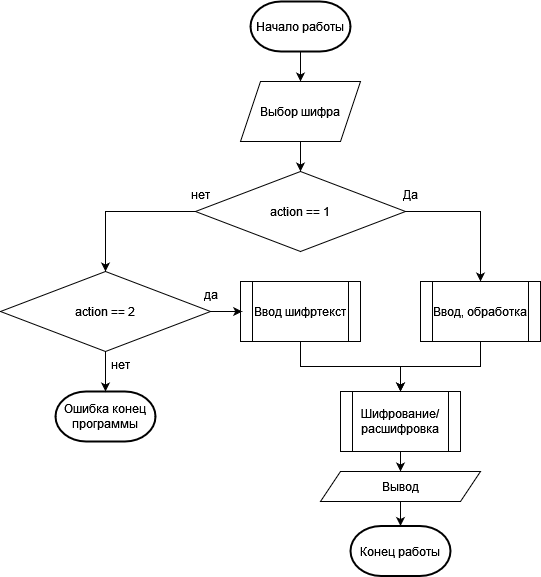 Начало работы
Выбор шифра
нет
Да
action == 1
action == 2
да
Ввод шифртекст
Ввод, обработка
нет
Ошибка конец
программы
Шифрование/
расшифровка
Вывод
Конец работы